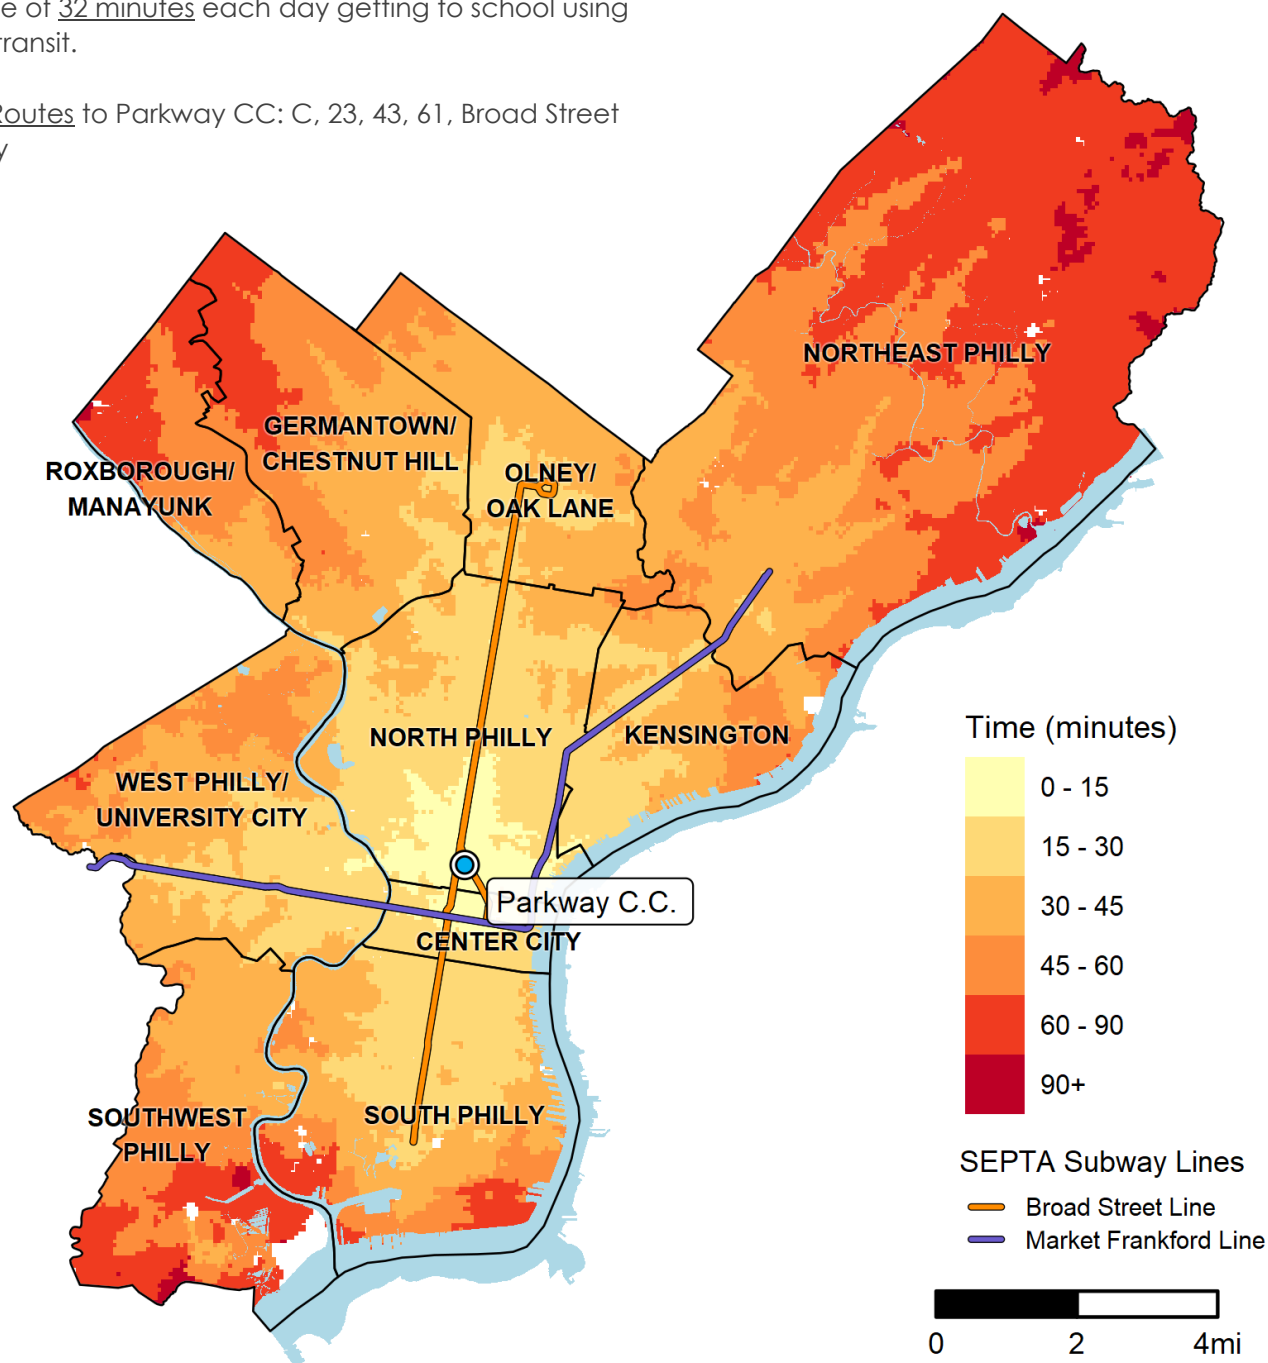 e of 32 minutes each day getting to school using
transit.
Routes to Parkway CC: C, 23, 43, 61, Broad Street
y
NORTHEAST PHILLY
GERMANTOWN/
CHESTNUT HILL
ROXBOROUGH/
MANAYUNK
OLNEY/
OAK LANE
NORTH PHILLY
KENSINGTON
WEST PHILLY/
UNIVERSITY CITY
Parkway C.C.
CENTER CITY
SOUTHWEST
PHILLY
SOUTH PHILLY
Time (minutes)
0 - 15
15 - 30
30 - 45
45 - 60
60 - 90
90+
SEPTA Subway Lines
Broad Street Line
Market Frankford Line
0 2 4mi